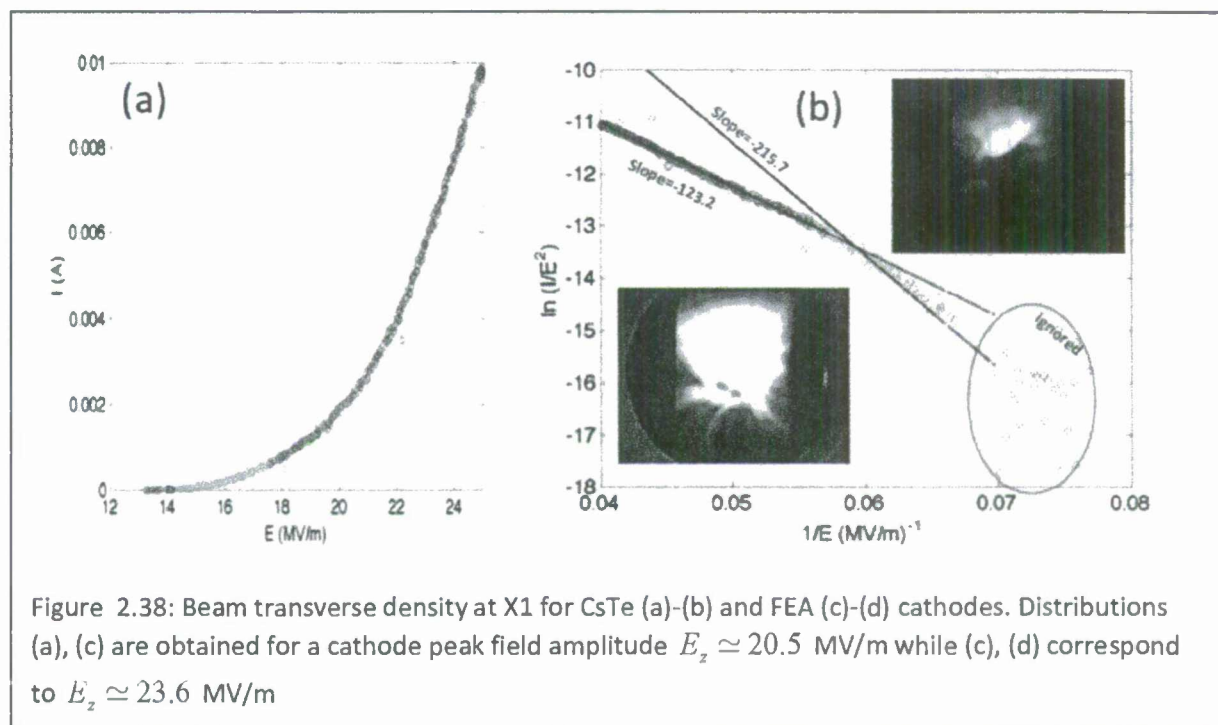 (a)
0.01
0.008
0.006
0.004
0.002
0
12 14 16 18 20 22 24
I (A)
E (MV/m)
(b)
-10
-11
-12
-13
-14
-15
-16
-17
-18
0.04 0.05 0.06 0.07 0.08
ln (I/E²)
1/E (MV/m)⁻¹
Slope=-215.7
Slope=-123.2
Ignored
Figure 2.38: Beam transverse density at X1 for CsTe (a)-(b) and FEA (c)-(d) cathodes. Distributions
(a), (c) are obtained for a cathode peak field amplitude E_z ≃ 20.5 MV/m while (c), (d) correspond
to E_z ≃ 23.6 MV/m